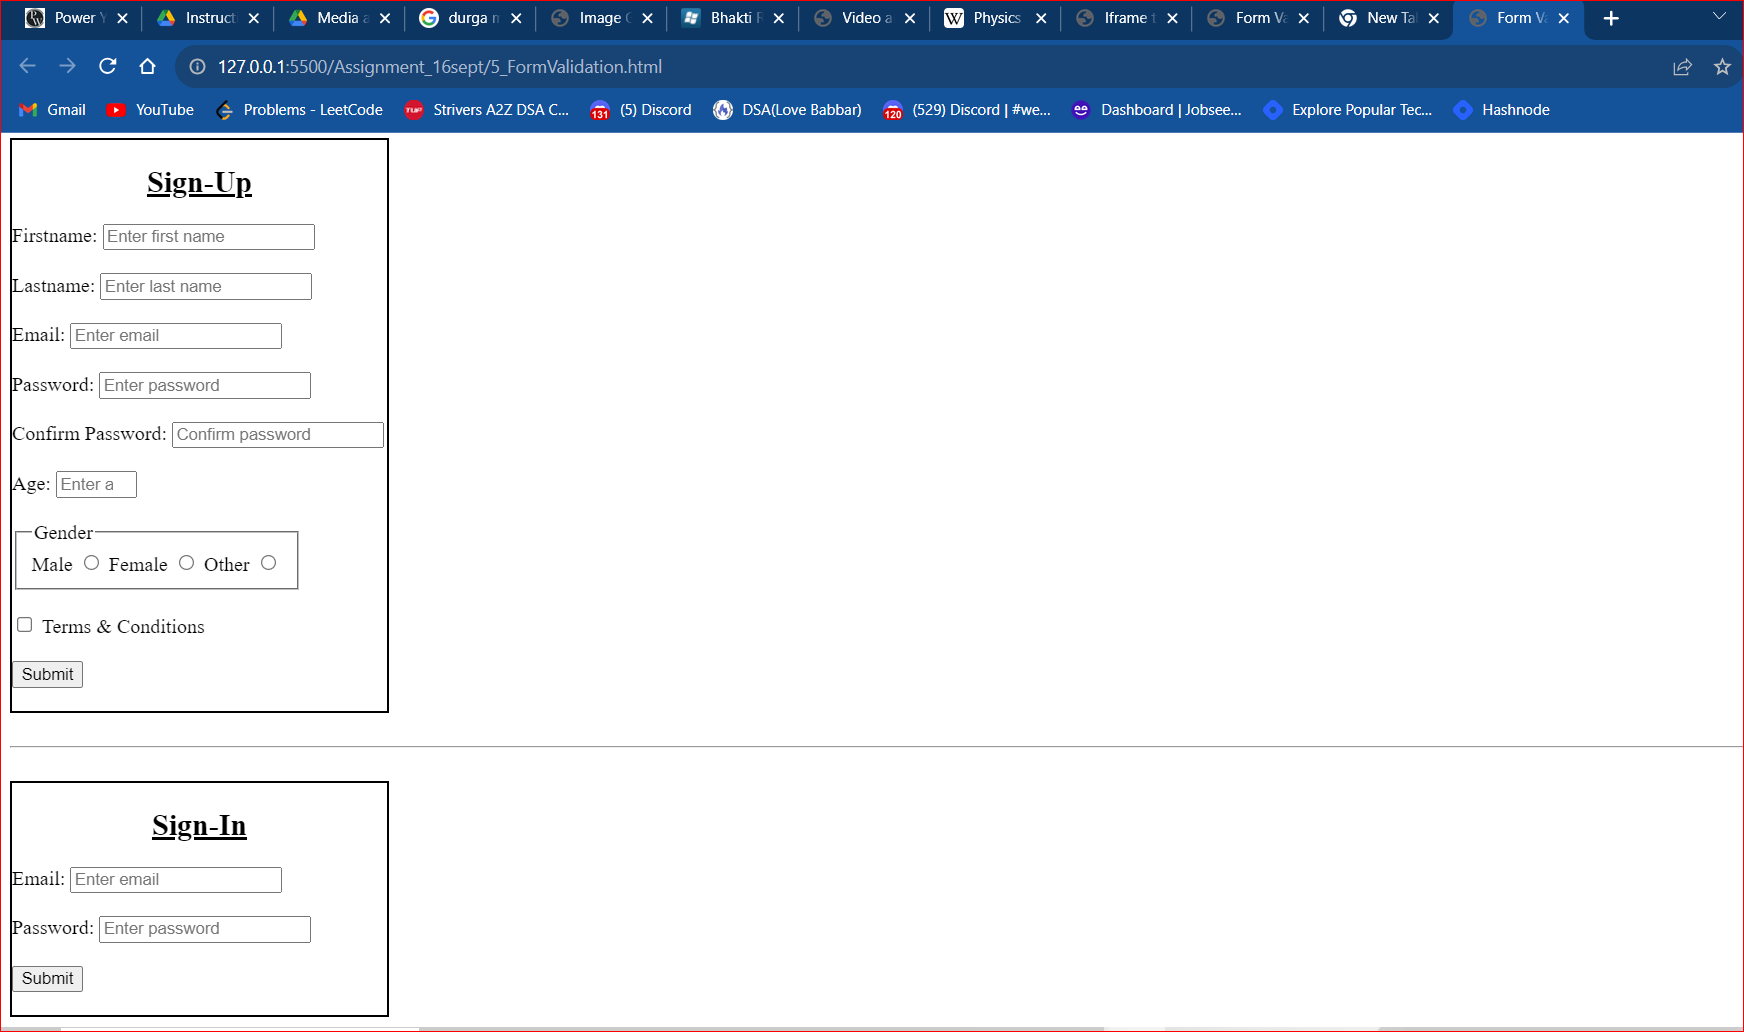 Power Y Instruct Media a durga m Image C Bhakti R Video a Physics Iframe t Form Va New Tab Form Va
127.0.0.1:5500/Assignment_16sept/5_FormValidation.html
Gmail YouTube Problems - LeetCode TUF Strivers A2Z DSA C... 131 (5) Discord DSA(Love Babbar) 120 (529) Discord | #we... Dashboard | Jobsee... Explore Popular Tec... Hashnode
Sign-Up
Firstname: Enter first name
Lastname: Enter last name
Email: Enter email
Password: Enter password
Confirm Password: Confirm password
Age: Enter a
Gender
Male Female Other
Terms & Conditions
Submit
Sign-In
Email: Enter email
Password: Enter password
Submit